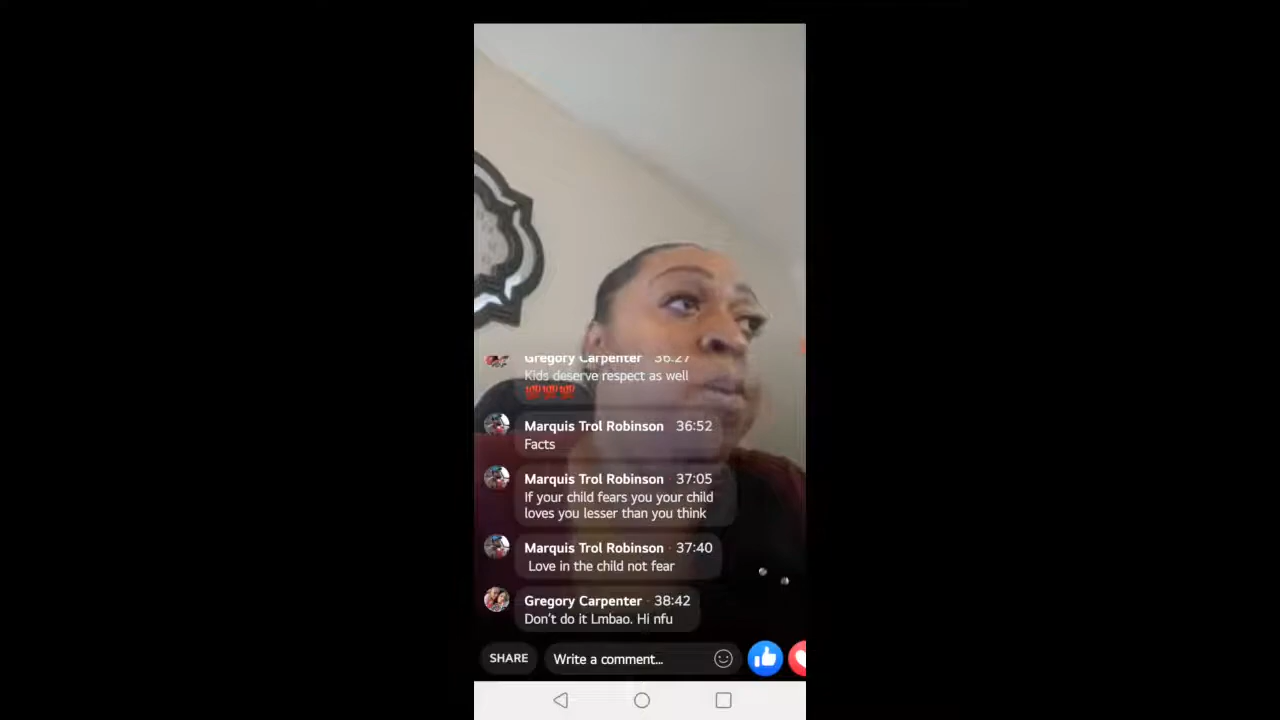 Gregory Carpenter 36:27
Kids deserve respect as well
💯💯💯
Marquis Trol Robinson 36:52
Facts
Marquis Trol Robinson · 37:05
If your child fears you your child
loves you lesser than you think
Marquis Trol Robinson · 37:40
Love in the child not fear
Gregory Carpenter · 38:42
Don't do it Lmbao. Hi nfu
SHARE Write a comment...